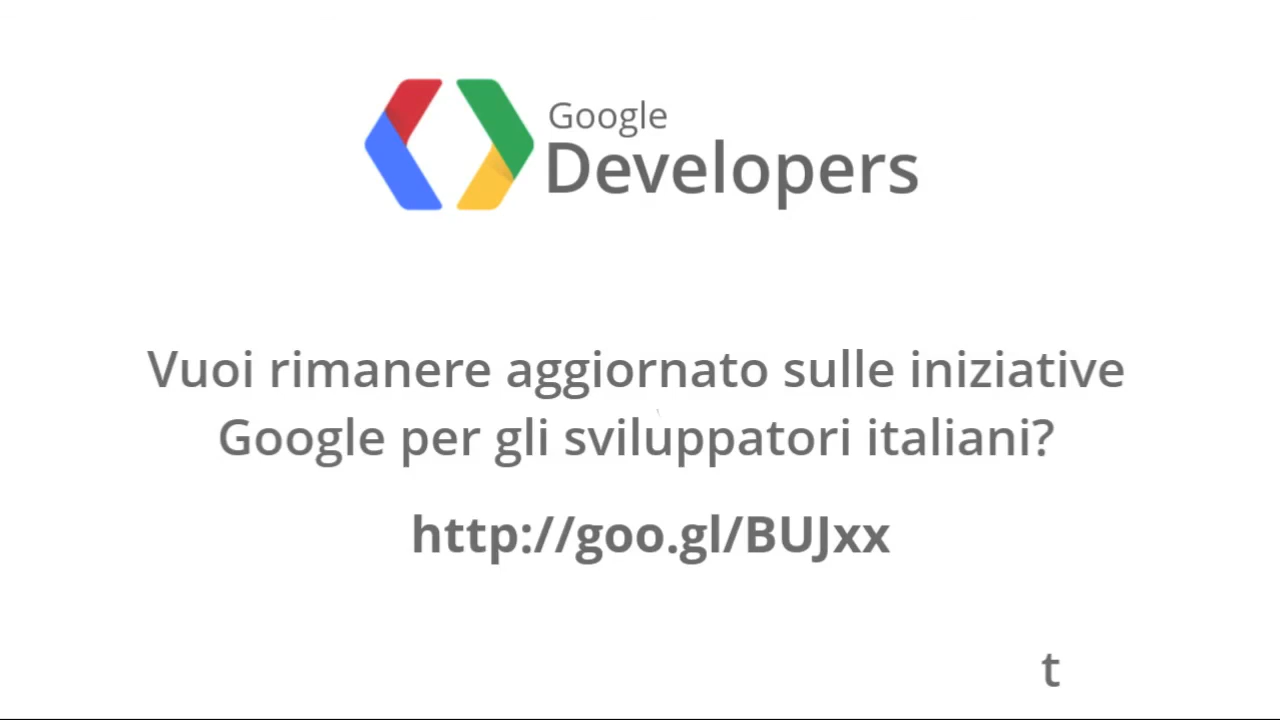 Google
Developers
Vuoi rimanere aggiornato sulle iniziative
Google per gli sviluppatori italiani?
http://goo.gl/BUJxx
t